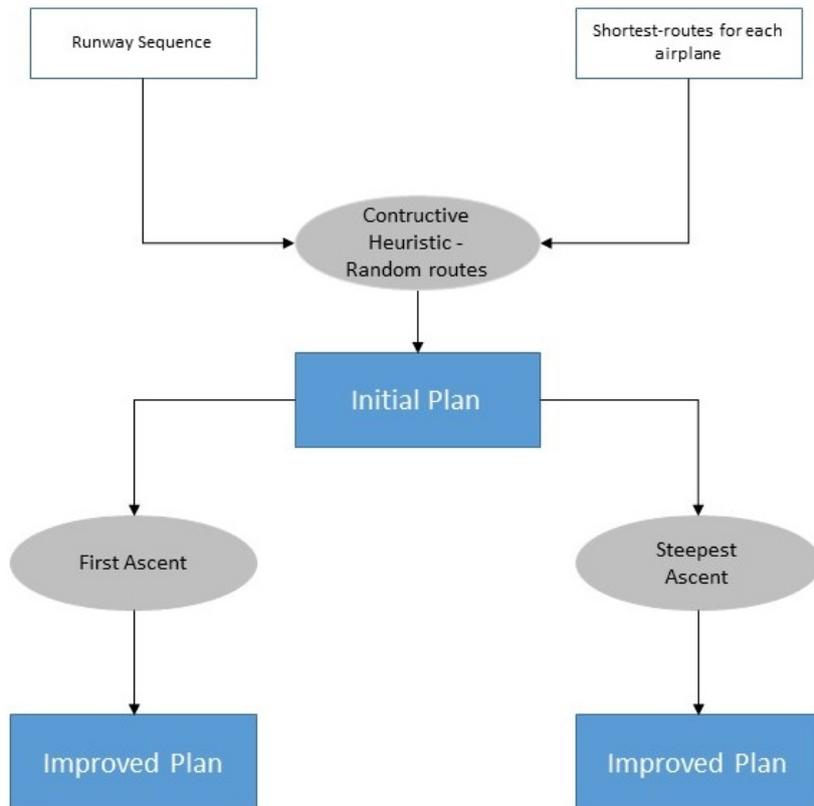 Runway Sequence
Shortest-routes for each
airplane
Contructive
Heuristic -
Random routes
Initial Plan
First Ascent
Steepest
Ascent
Improved Plan
Improved Plan